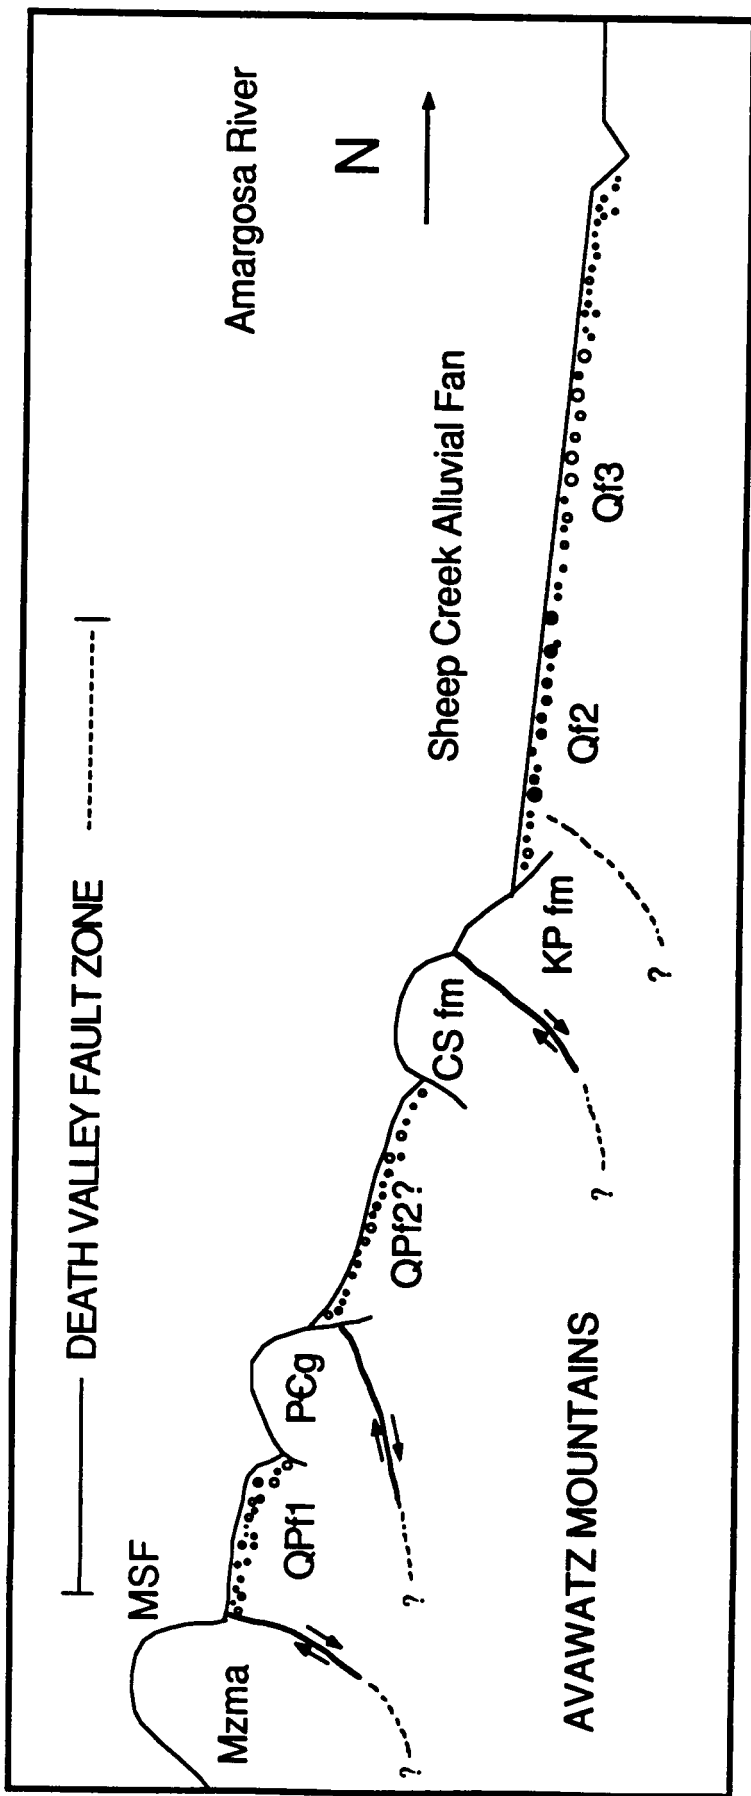 DEATH VALLEY FAULT ZONE
MSF
Amargosa River
N
Mzma
QPf1
PЄg
Sheep Creek Alluvial Fan
QPf2?
CS fm
KP fm
Qf2
Qf3
?
?
?
?
AVAWATZ MOUNTAINS